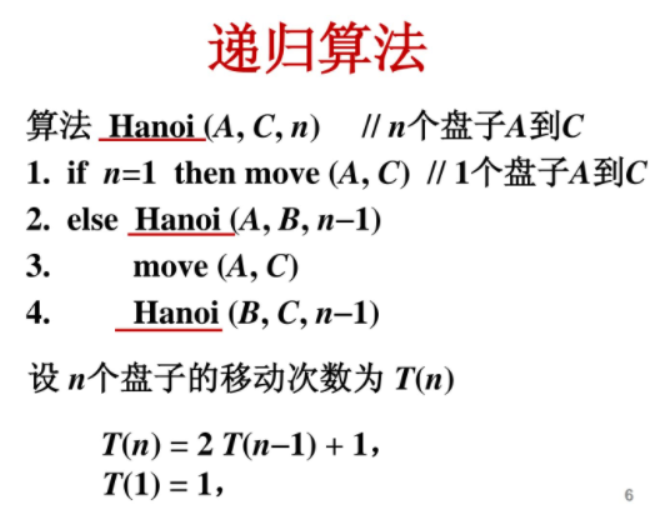 递归算法
算法 Hanoi (A, C, n) // n个盘子A到C
1. if n=1 then move (A, C) // 1个盘子A到C
2. else Hanoi (A, B, n−1)
3. move (A, C)
4. Hanoi (B, C, n−1)
设 n个盘子的移动次数为 T(n)
T(n) = 2 T(n−1) + 1，
T(1) = 1，
6